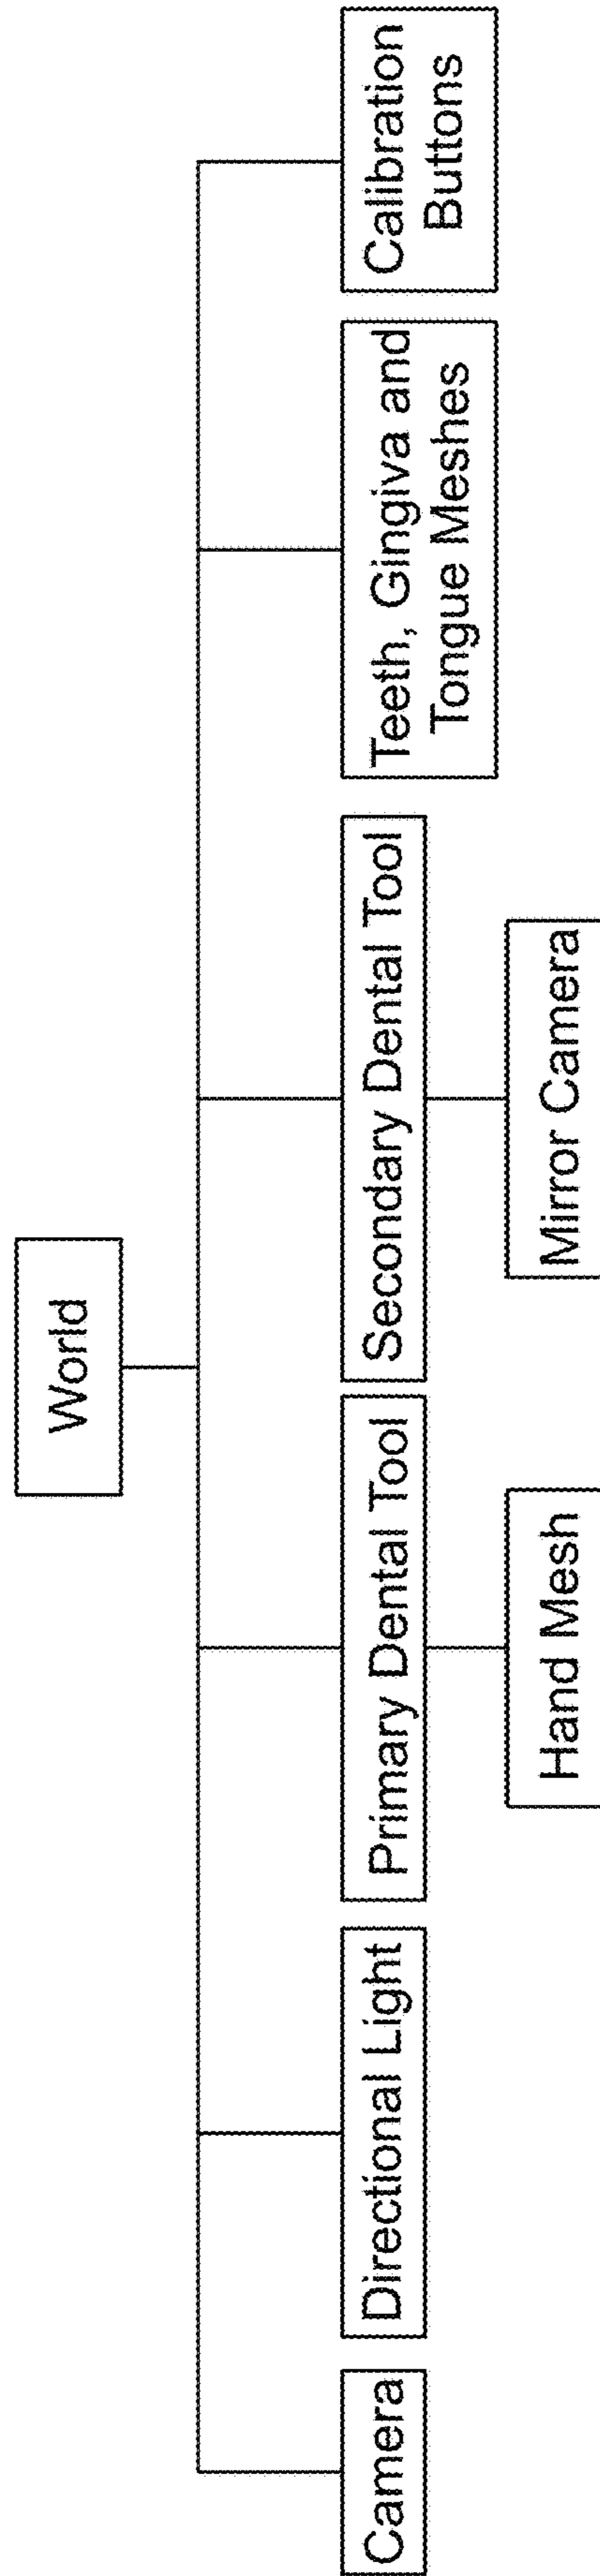 World
Camera
Directional Light
Primary Dental Tool
Secondary Dental Tool
Teeth, Gingiva and
Tongue Meshes
Calibration
Buttons
Hand Mesh
Mirror Camera